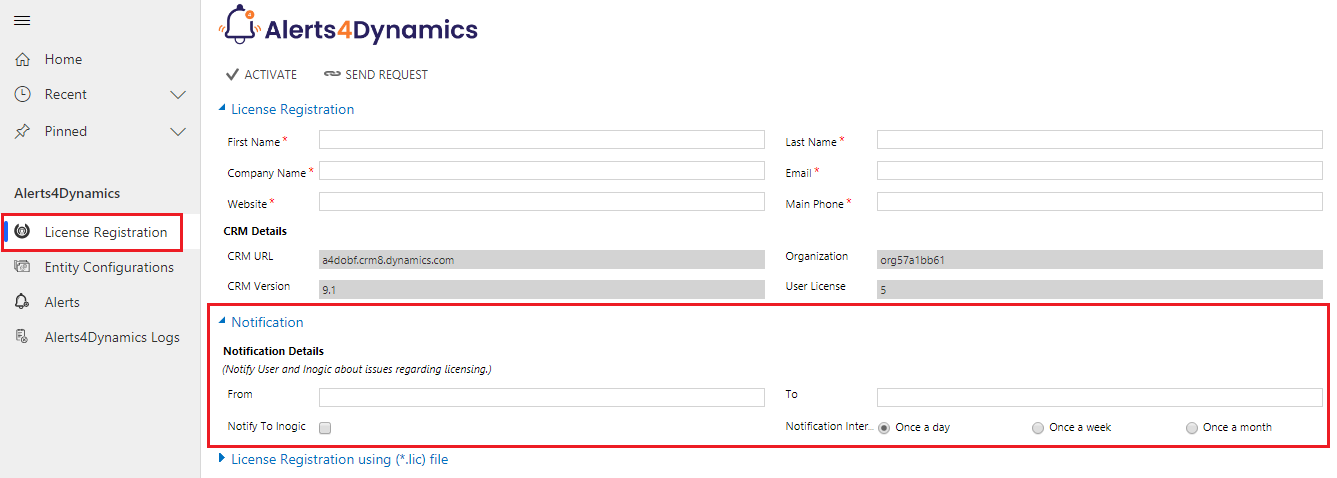 Home
Recent
Pinned
Alerts4Dynamics
License Registration
Entity Configurations
Alerts
Alerts4Dynamics Logs
Alerts4Dynamics
ACTIVATE SEND REQUEST
License Registration
First Name * Last Name *
Company Name * Email *
Website * Main Phone *
CRM Details
CRM URL a4dobf.crm8.dynamics.com Organization org57a1bb61
CRM Version 9.1 User License 5
Notification
Notification Details
(Notify User and Inogic about issues regarding licensing.)
From To
Notify To Inogic Notification Inter... Once a day Once a week Once a month
License Registration using (*.lic) file